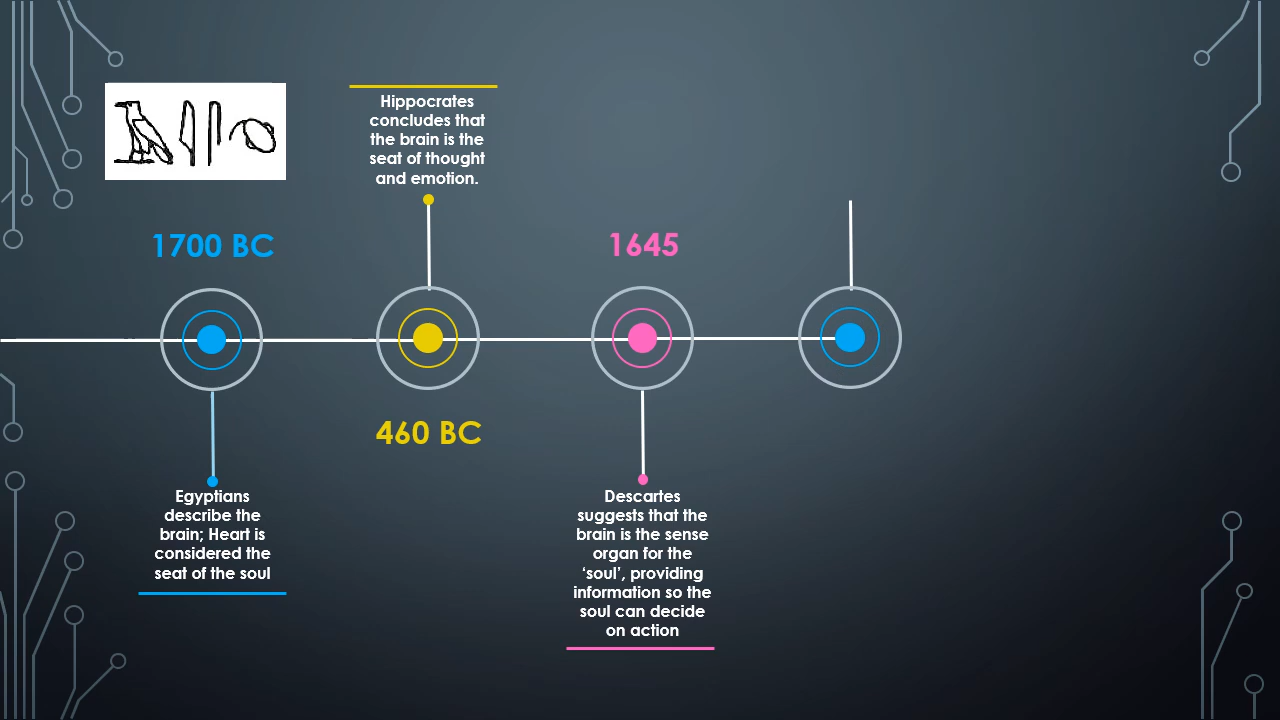 1700 BC
Egyptians
describe the
brain; Heart is
considered the
seat of the soul
Hippocrates
concludes that
the brain is the
seat of thought
and emotion.
460 BC
1645
Descartes
suggests that the
brain is the sense
organ for the
‘soul’, providing
information so the
soul can decide
on action